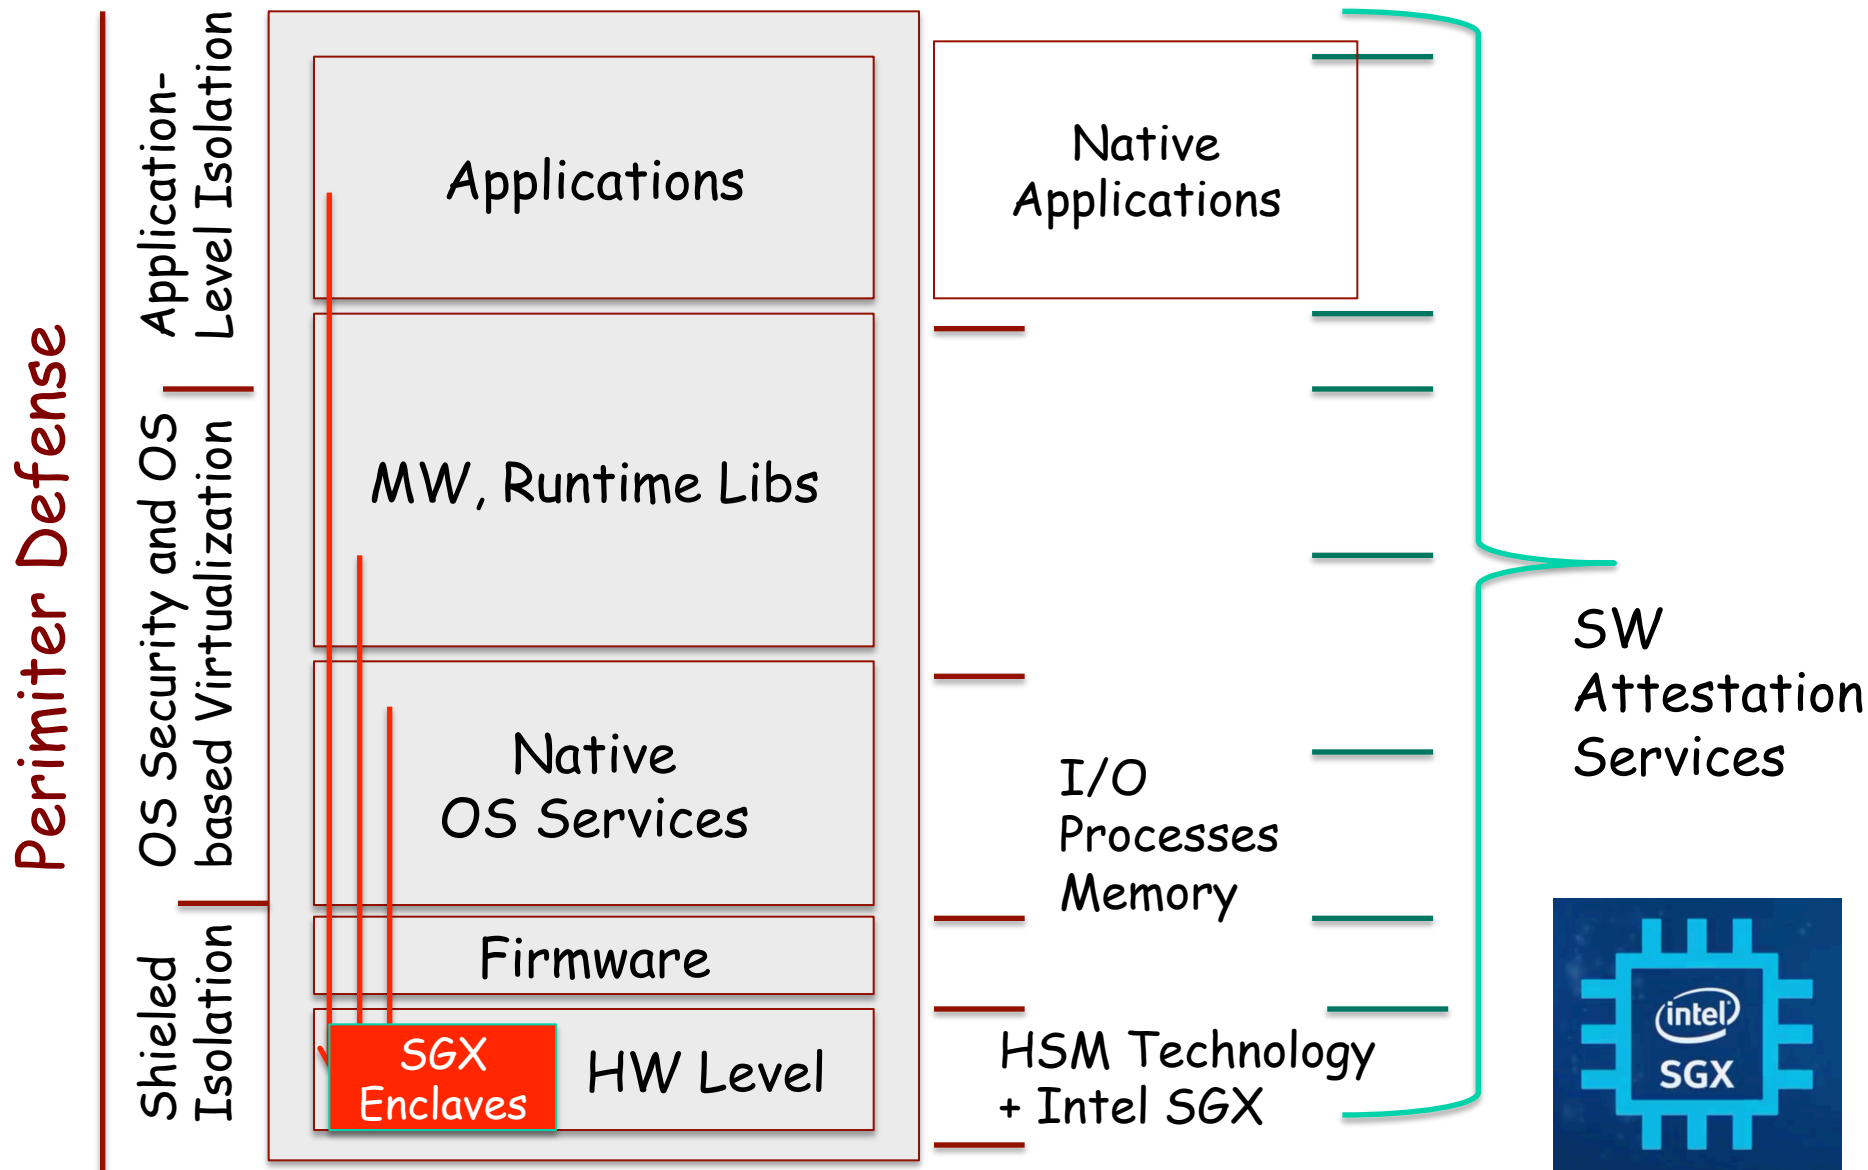 Perimiter Defense
Application-
Level Isolation
OS Security and OS
based Virtualization
Shieled
Isolation
Applications
MW, Runtime Libs
Native
OS Services
Firmware
SGX
Enclaves
HW Level
Native
Applications
I/O
Processes
Memory
HSM Technology
+ Intel SGX
SW
Attestation
Services
intel
SGX